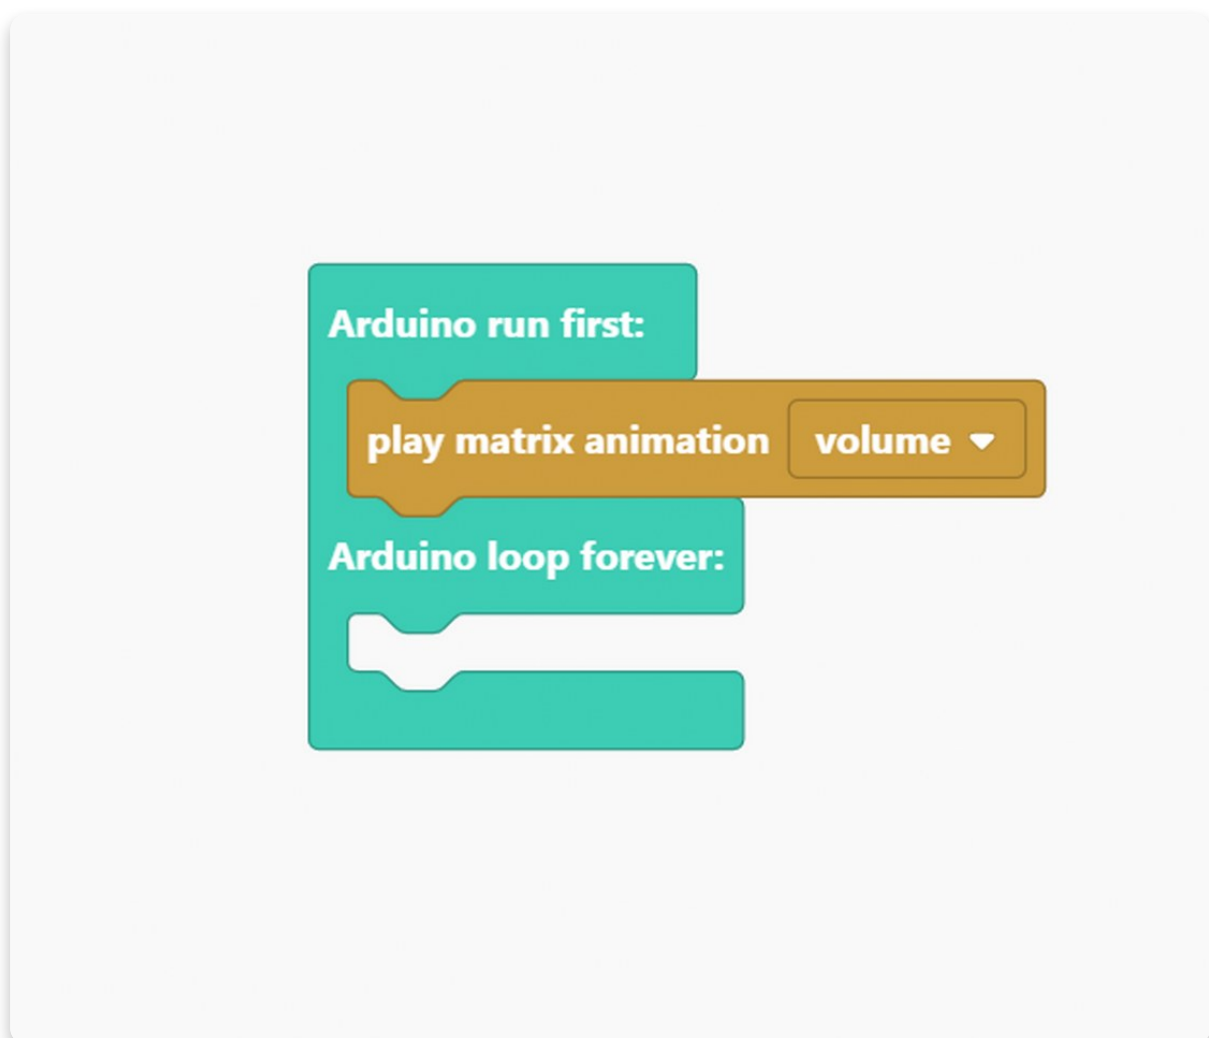 Arduino run first:
play matrix animation volume
Arduino loop forever: